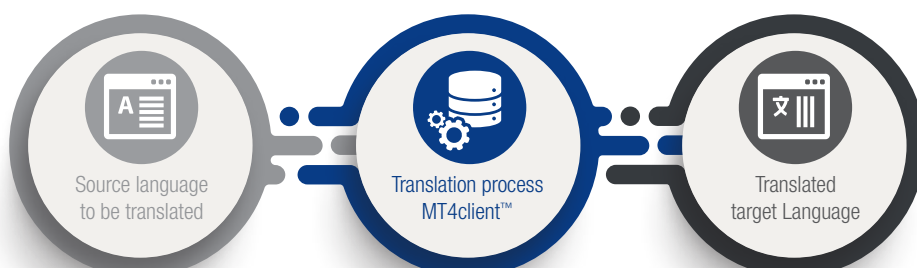 A
Source language
to be translated
Translation process
MT4client™
文
Translated
target Language